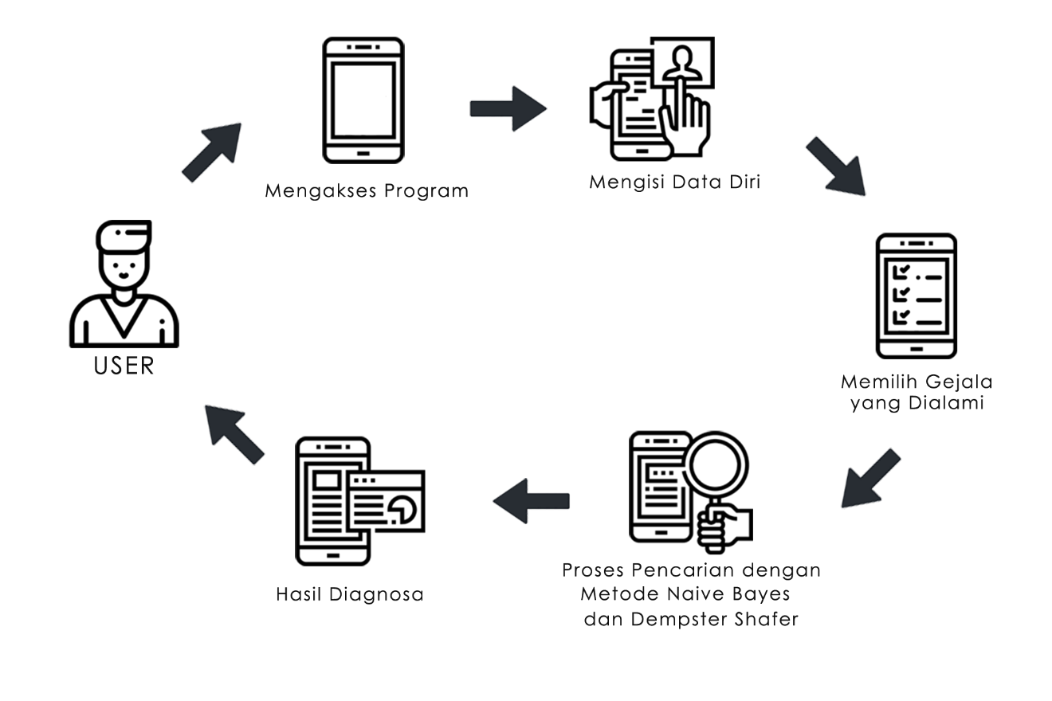 Mengakses Program
Mengisi Data Diri
USER
Memilih Gejala
yang Dialami
Proses Pencarian dengan
Metode Naive Bayes
dan Dempster Shafer
Hasil Diagnosa